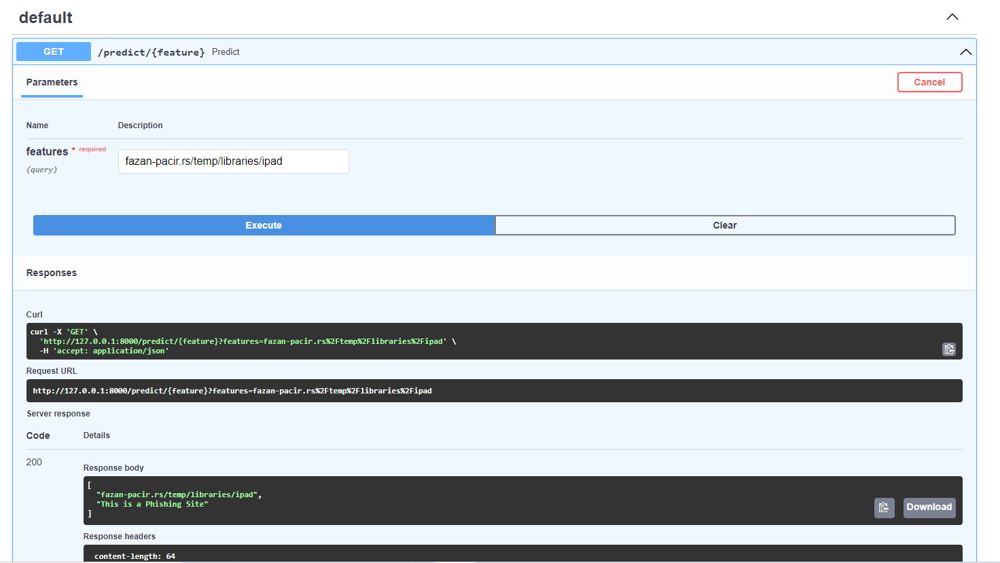 default
GET /predict/{feature} Predict
Parameters
Cancel
Name Description
features * required
(query)
fazan-pacir.rs/temp/libraries/ipad
Execute Clear
Responses
Curl
curl -X 'GET' \
'http://127.0.0.1:8000/predict/{feature}?features=fazan-pacir.rs%2Ftemp%2Flibraries%2Fipad' \
-H 'accept: application/json'
Request URL
http://127.0.0.1:8000/predict/{feature}?features=fazan-pacir.rs%2Ftemp%2Flibraries%2Fipad
Server response
Code Details
200
Response body
[
"fazan-pacir.rs/temp/libraries/ipad",
"This is a Phishing Site"
]
Download
Response headers
content-length: 64